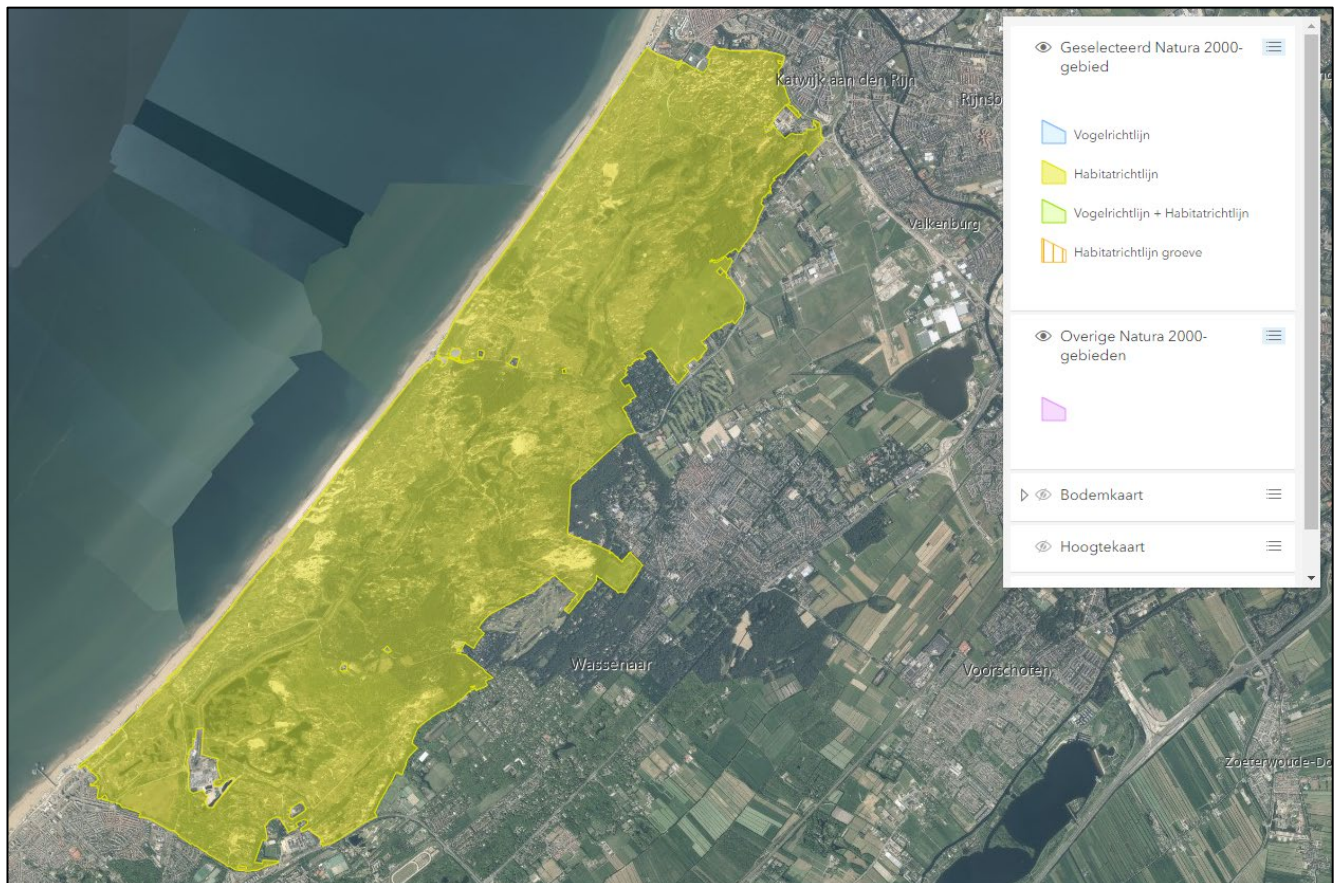 Geselecteerd Natura 2000-
gebied
Vogelrichtlijn
Habitatrichtlijn
Vogelrichtlijn + Habitatrichtlijn
Habitatrichtlijn groeve
Overige Natura 2000-
gebieden
Bodemkaart
Hoogtekaart
Katwijk aan den Rijn
Rijnsb
Valkenburg
Wassenaar
Voorschoten
Zoeterwoude-Do